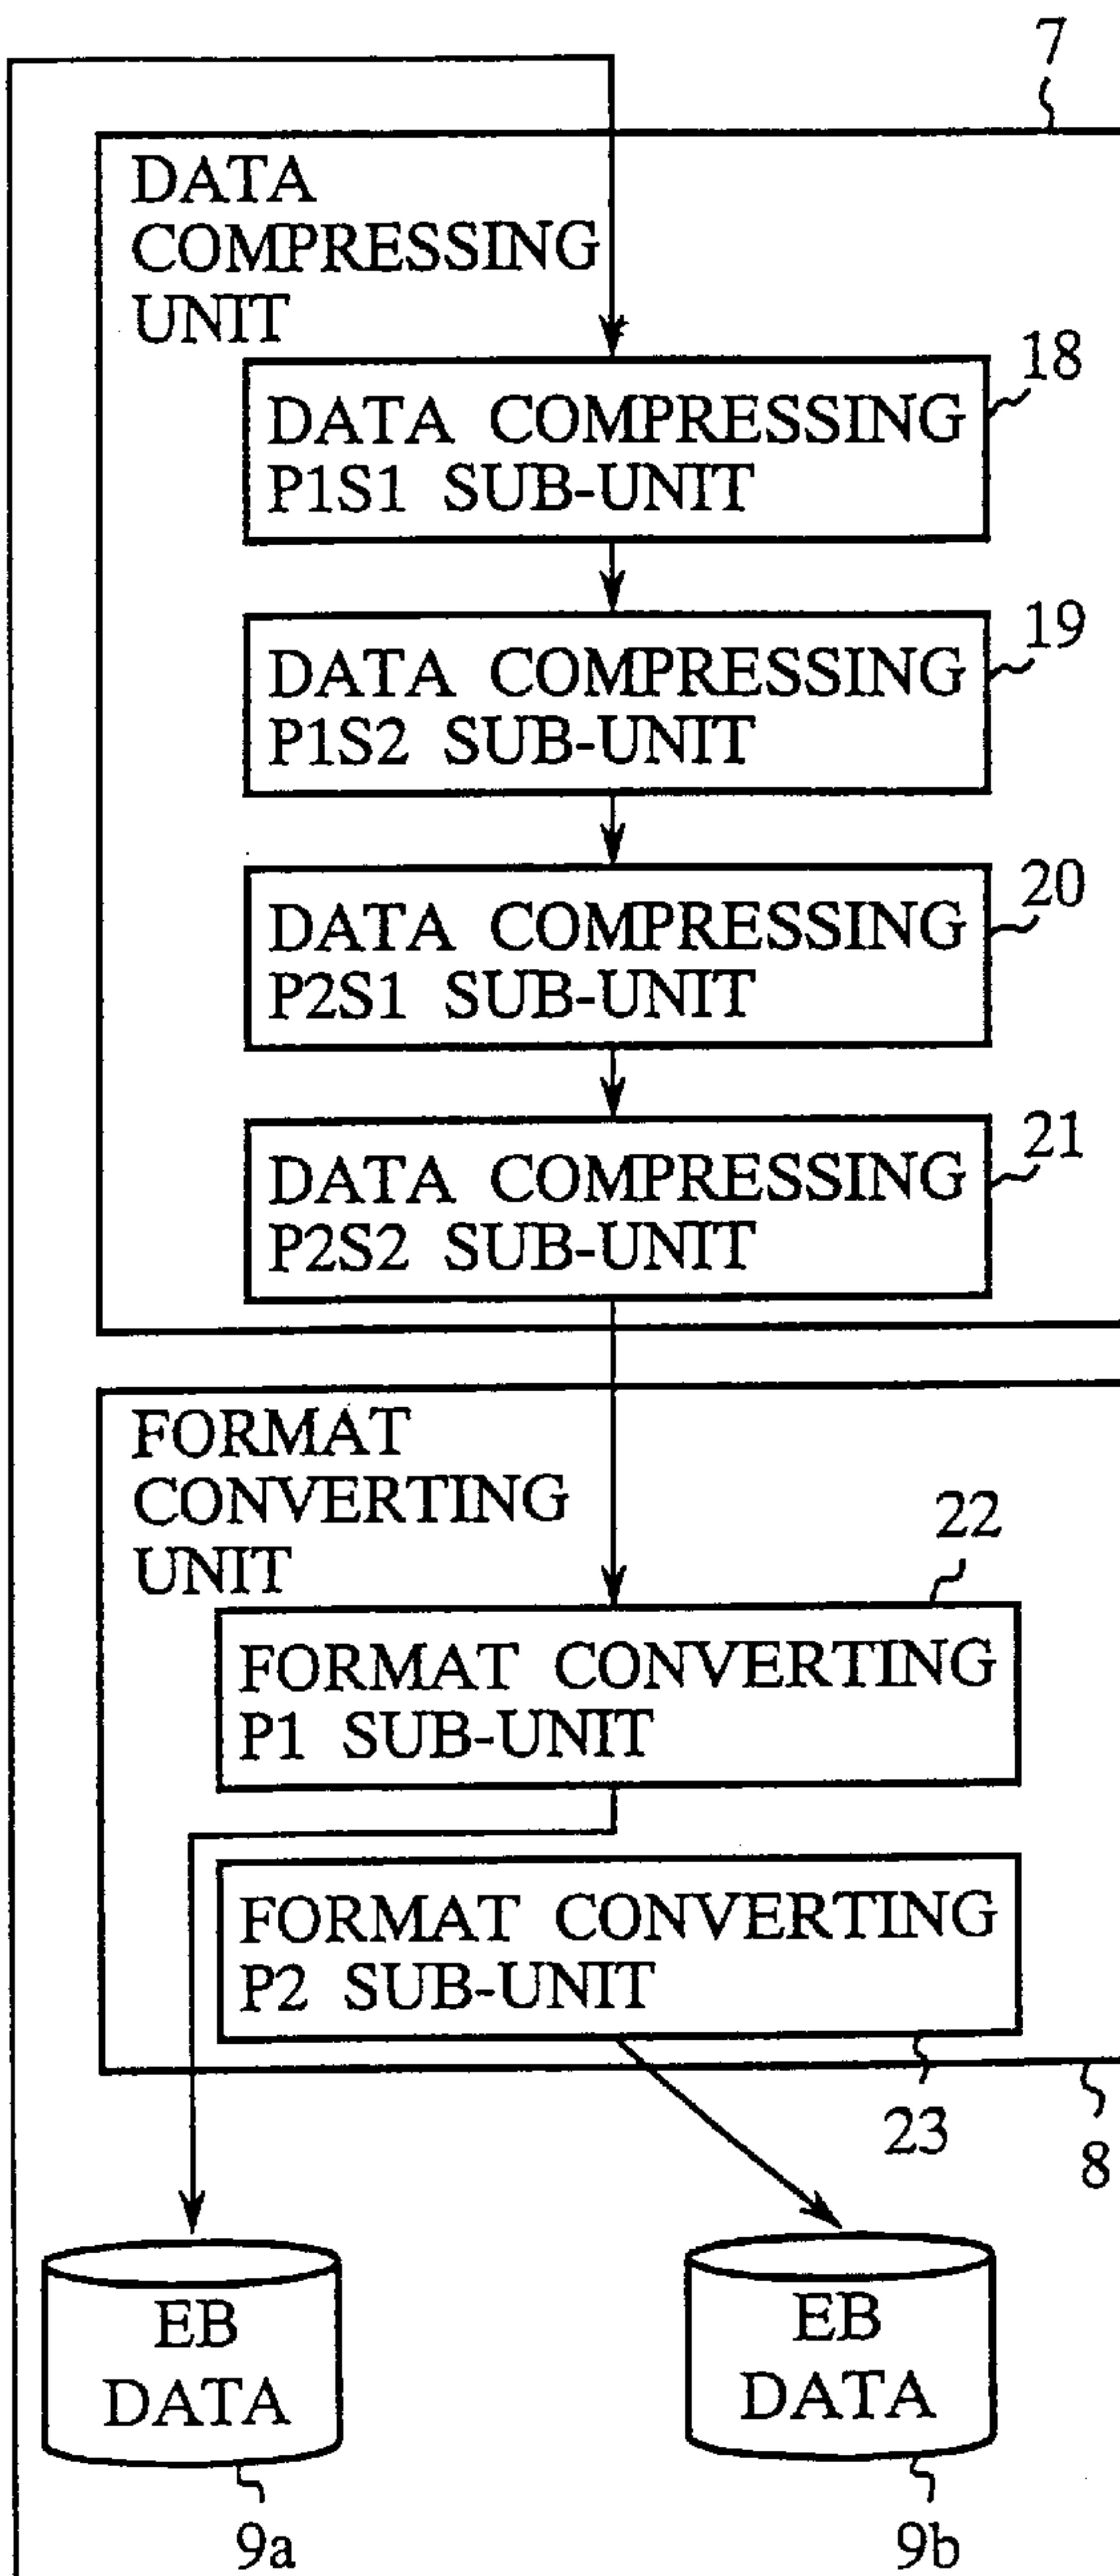 7
DATA
COMPRESSING
UNIT
18
DATA COMPRESSING
P1S1 SUB-UNIT
19
DATA COMPRESSING
P1S2 SUB-UNIT
20
DATA COMPRESSING
P2S1 SUB-UNIT
21
DATA COMPRESSING
P2S2 SUB-UNIT
FORMAT
CONVERTING
UNIT
22
FORMAT CONVERTING
P1 SUB-UNIT
FORMAT CONVERTING
P2 SUB-UNIT
23
8
EB
DATA
EB
DATA
9a
9b